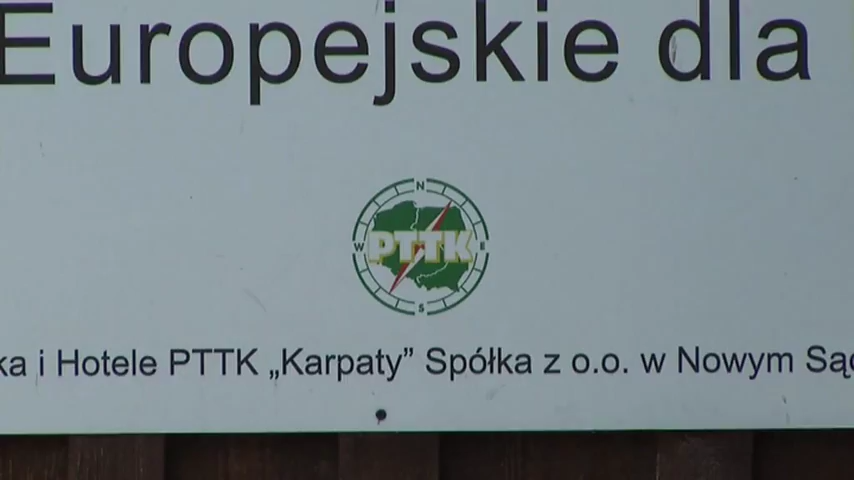 Europejskie dla
N
W PTTK E
S
ka i Hotele PTTK „Karpaty” Spółka z o.o. w Nowym Są